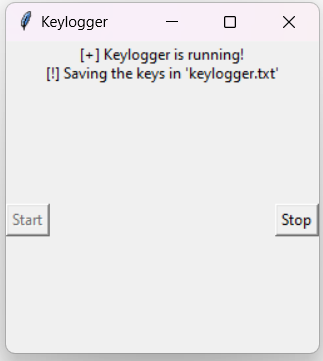 Keylogger
[+] Keylogger is running!
[!] Saving the keys in 'keylogger.txt'
Start
Stop